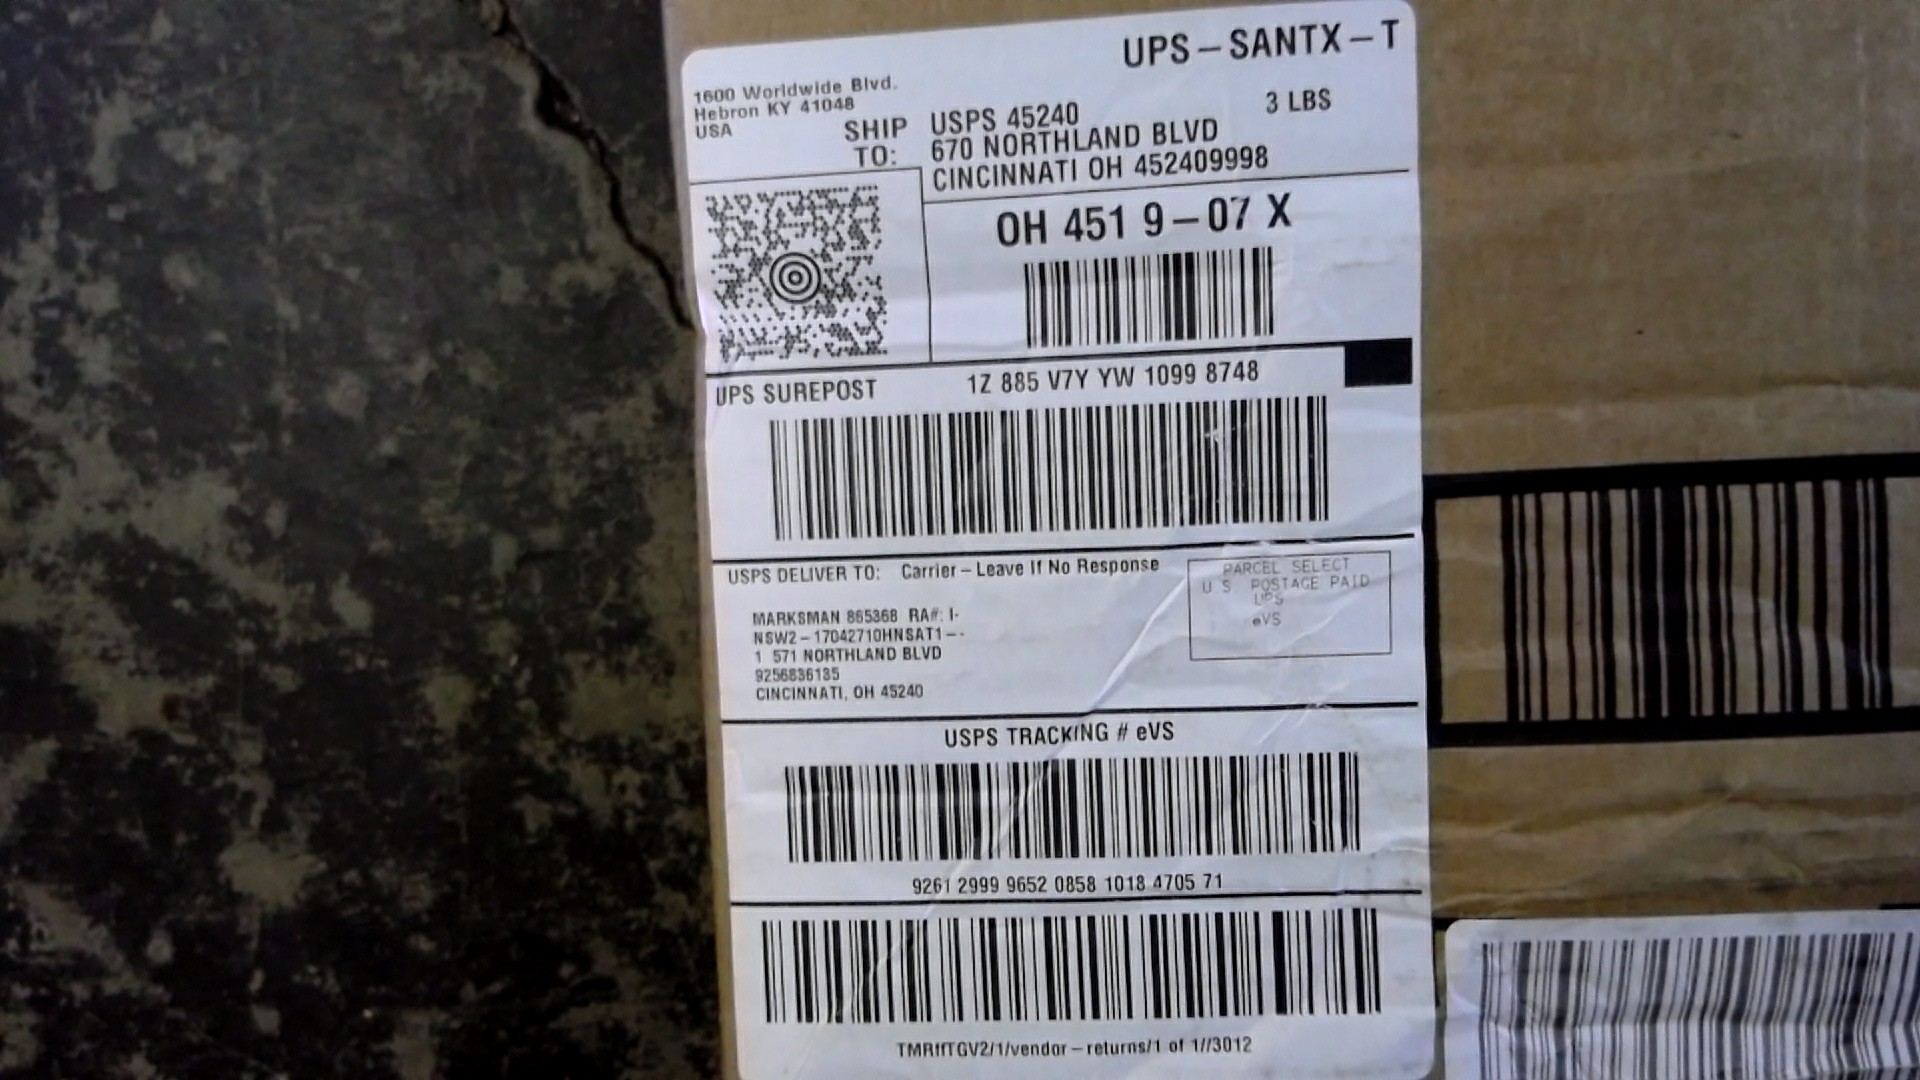 UPS – SANTX – T
1600 Worldwide Blvd.
Hebron KY 41048
USA
3 LBS
SHIP TO:
USPS 45240
670 NORTHLAND BLVD
CINCINNATI OH 452409998
OH 451 9 – 07 X
UPS SUREPOST
1Z 885 V7Y YW 1099 8748
USPS DELIVER TO: Carrier – Leave If No Response
PARCEL SELECT
U S POSTAGE PAID
UPS
eVS
MARKSMAN 865368 RA#: I-
NSW2 – 17042710HNSAT1 – -
1 571 NORTHLAND BLVD
9256836135
CINCINNATI, OH 45240
USPS TRACKING # eVS
9261 2999 9652 0858 1018 4705 71
/1/vendor – returns/1 of 1//3012